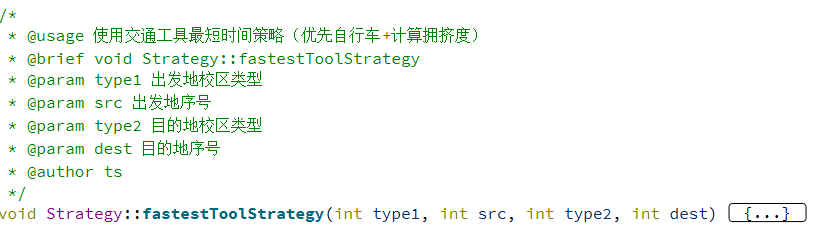 /*
 * @usage 使用交通工具最短时间策略（优先自行车+计算拥挤度）
 * @brief void Strategy::fastestToolStrategy
 * @param type1 出发地校区类型
 * @param src 出发地序号
 * @param type2 目的地校区类型
 * @param dest 目的地序号
 * @author ts
 */
void Strategy::fastestToolStrategy(int type1, int src, int type2, int dest) {...}